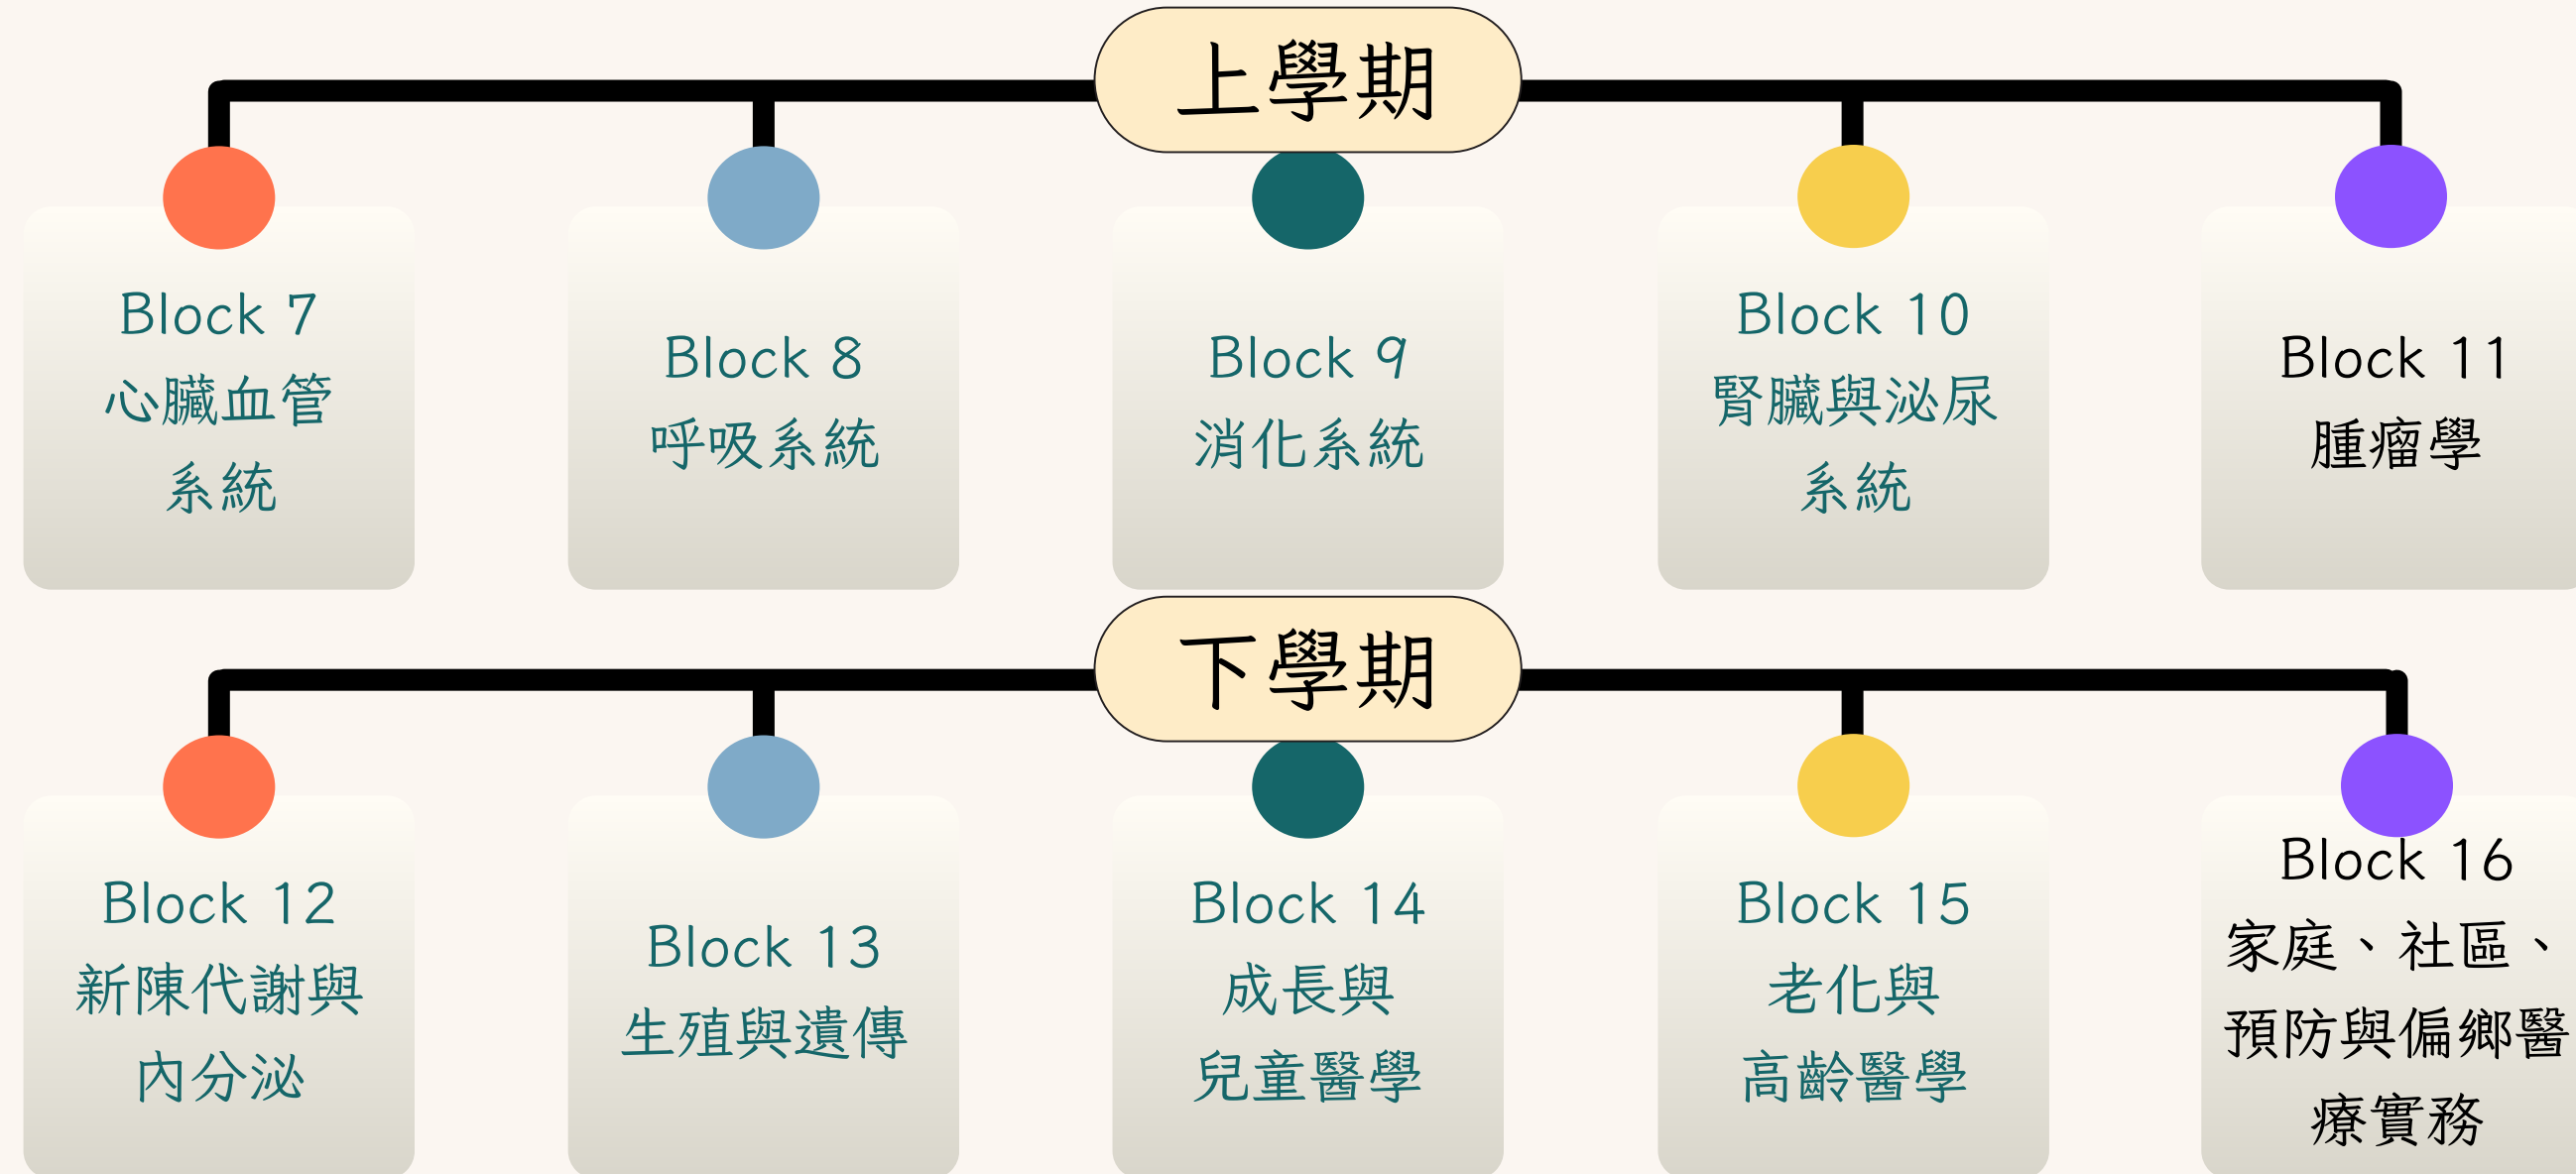 上學期
Block 7
心臟血管
系統
Block 8
呼吸系統
Block 9
消化系統
Block 10
腎臟與泌尿
系統
Block 11
腫瘤學
下學期
Block 12
新陳代謝與
內分泌
Block 13
生殖與遺傳
Block 14
成長與
兒童醫學
Block 15
老化與
高齡醫學
Block 16
家庭、社區、
預防與偏鄉醫
療實務